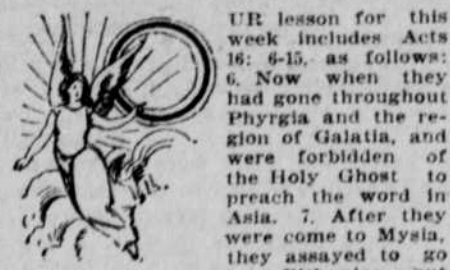 UR lesson for this
week includes Acts
16: 6-15, as follows:
6. Now when they
had gone throughout
Phyrgia and the re-
gion of Galatia, and
were forbidden of
the Holy Ghost to
preach the word in
Asia. 7. After they
were come to Mysia,
they assayed to go